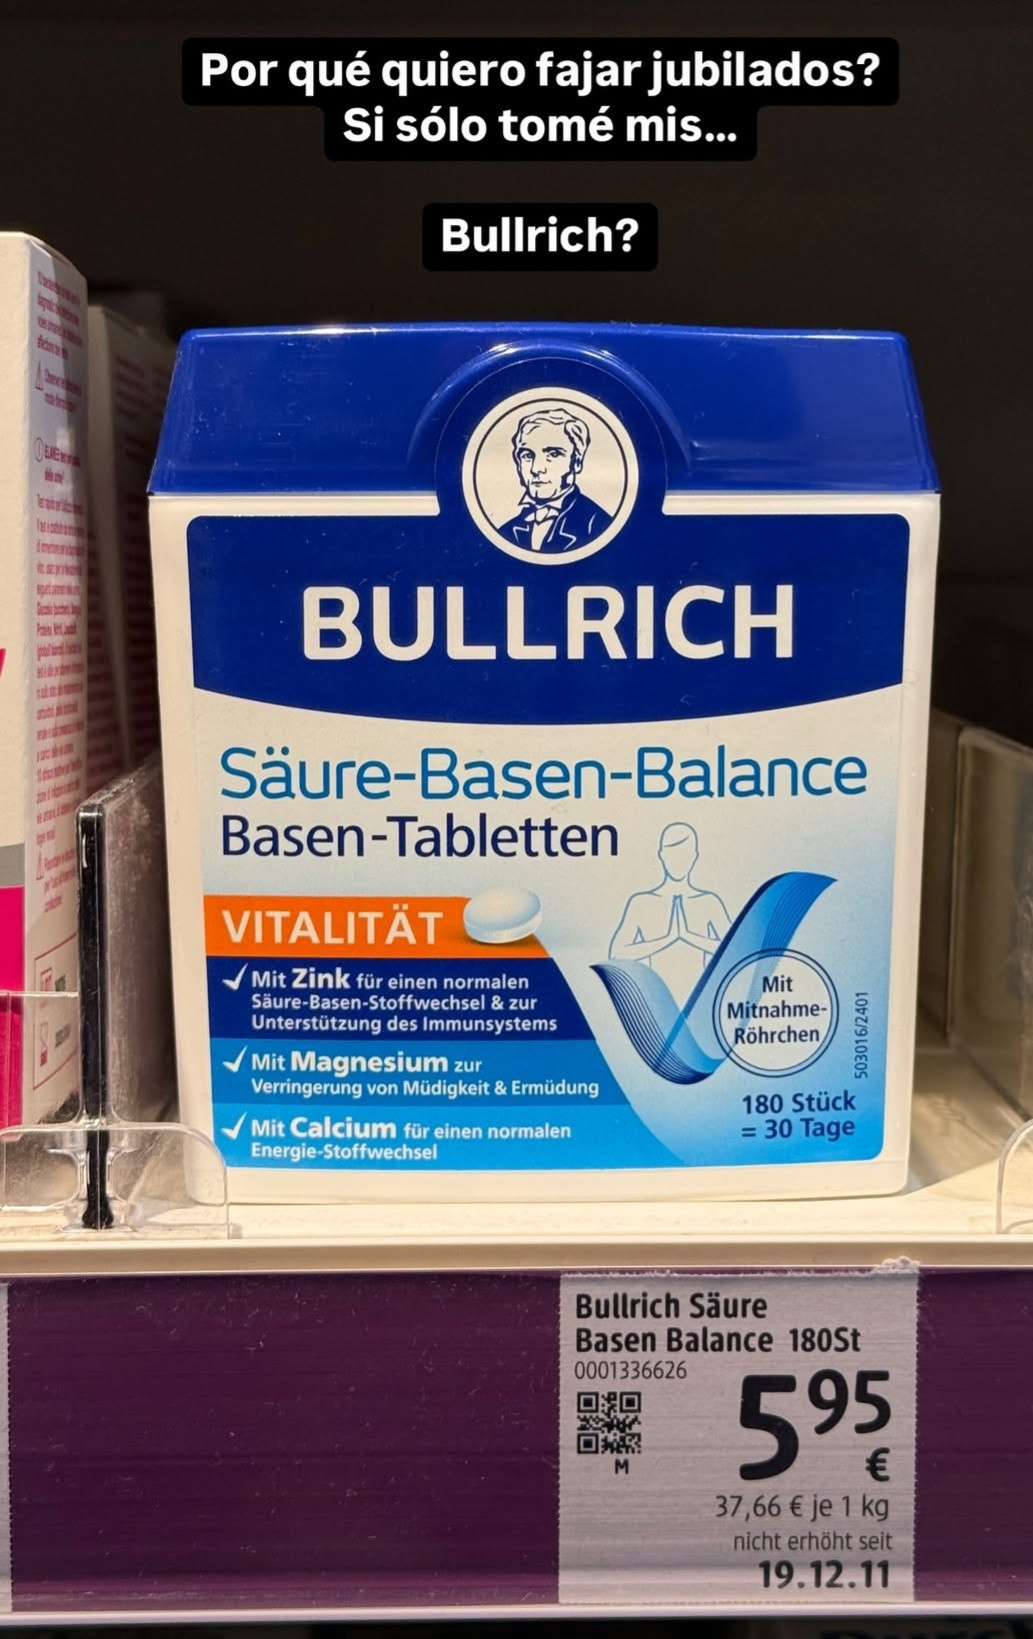 Por qué quiero fajar jubilados?
Si sólo tomé mis...
Bullrich?
BULLRICH
Säure-Basen-Balance
Basen-Tabletten
VITALITÄT
Mit Zink für einen normalen
Säure-Basen-Stoffwechsel & zur
Unterstützung des Immunsystems
Mit Magnesium zur
Verringerung von Müdigkeit & Ermüdung
Mit Calcium für einen normalen
Energie-Stoffwechsel
Mit
Mitnahme-
Röhrchen
503016/2401
180 Stück
= 30 Tage
Bullrich Säure
Basen Balance 180St
0001336626
M
5 95
€
37,66 € je 1 kg
nicht erhöht seit
19.12.11